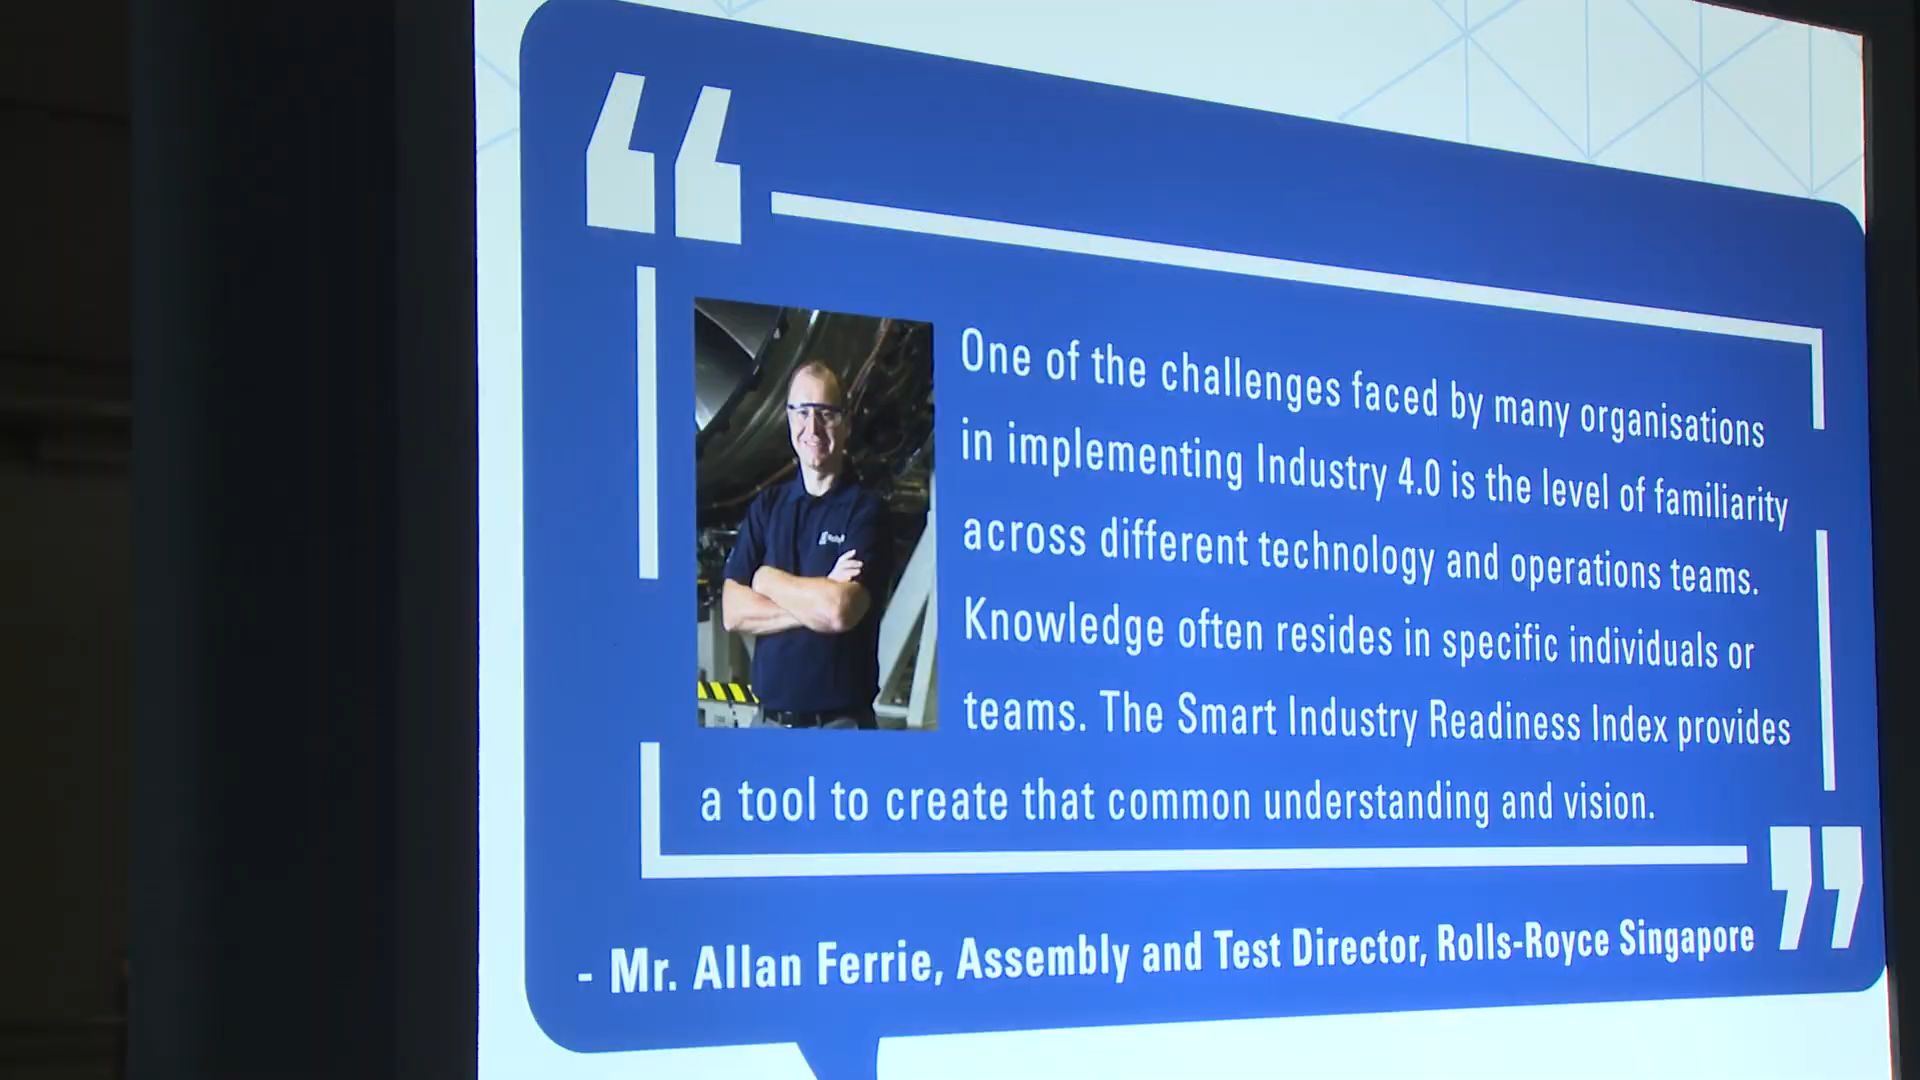 “
One of the challenges faced by many organisations
in implementing Industry 4.0 is the level of familiarity
across different technology and operations teams.
Knowledge often resides in specific individuals or
teams. The Smart Industry Readiness Index provides
a tool to create that common understanding and vision.
”
- Mr. Allan Ferrie, Assembly and Test Director, Rolls-Royce Singapore